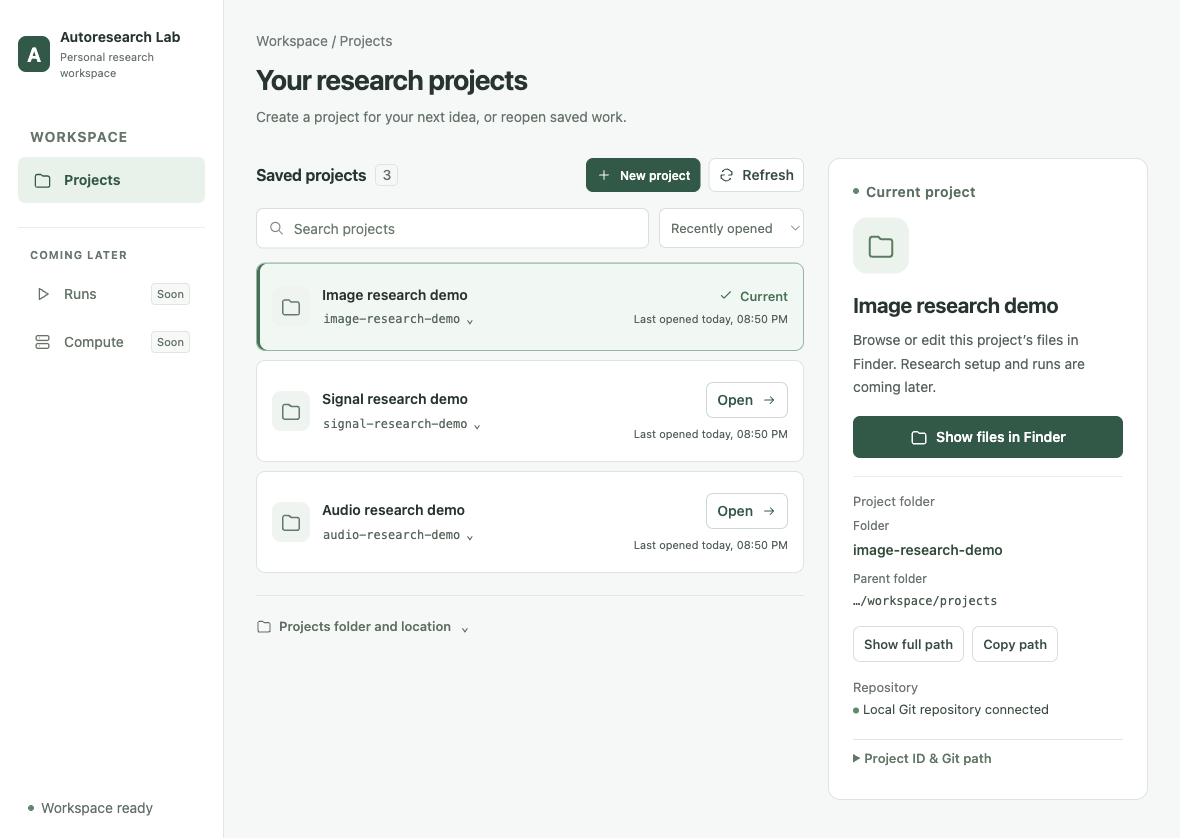 A
Autoresearch Lab
Personal research
workspace
WORKSPACE
Projects
COMING LATER
Runs Soon
Compute Soon
Workspace ready
Workspace / Projects
Your research projects
Create a project for your next idea, or reopen saved work.
Saved projects 3
New project
Refresh
Search projects
Recently opened
Image research demo
image-research-demo
Current
Last opened today, 08:50 PM
Signal research demo
signal-research-demo
Open
Last opened today, 08:50 PM
Audio research demo
audio-research-demo
Open
Last opened today, 08:50 PM
Projects folder and location
Current project
Image research demo
Browse or edit this project’s files in
Finder. Research setup and runs are
coming later.
Show files in Finder
Project folder
Folder
image-research-demo
Parent folder
…/workspace/projects
Show full path
Copy path
Repository
Local Git repository connected
Project ID & Git path